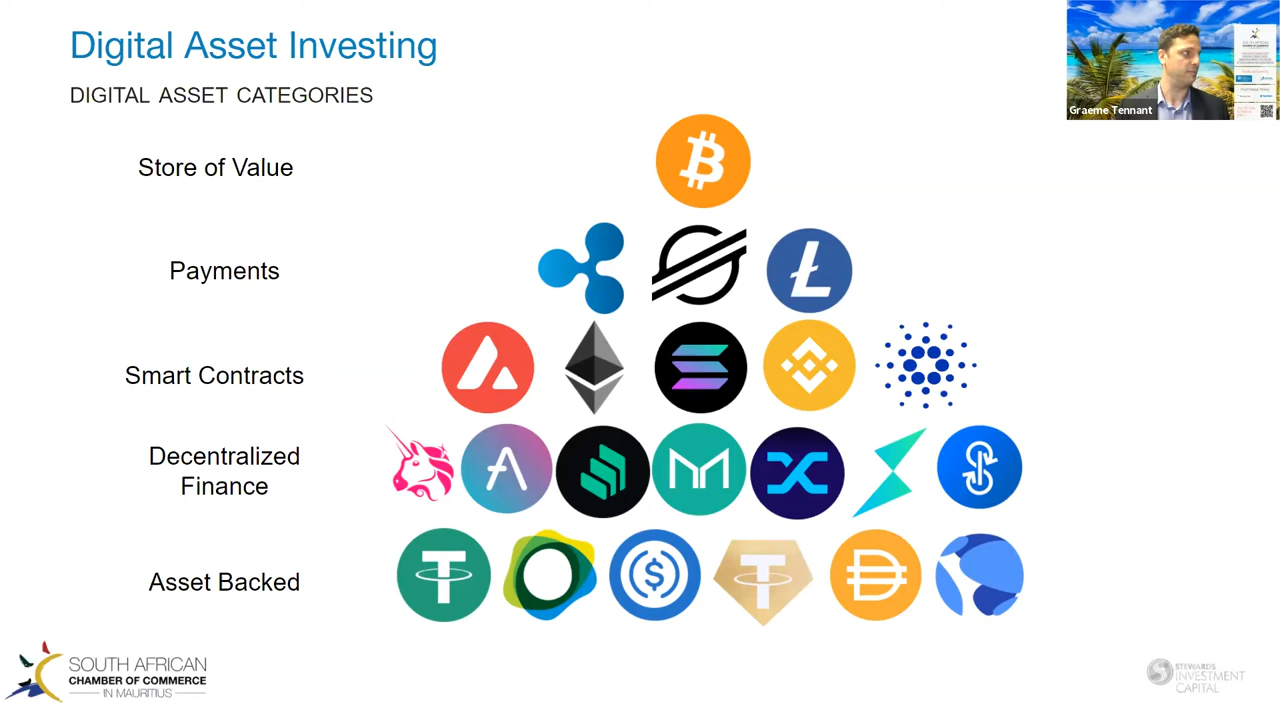 Digital Asset Investing
DIGITAL ASSET CATEGORIES
Graeme Tennant
Store of Value
Payments
Smart Contracts
Decentralized
Finance
Asset Backed
SOUTH AFRICAN
CHAMBER OF COMMERCE
IN MAURITIUS
STEWARDS
INVESTMENT
CAPITAL